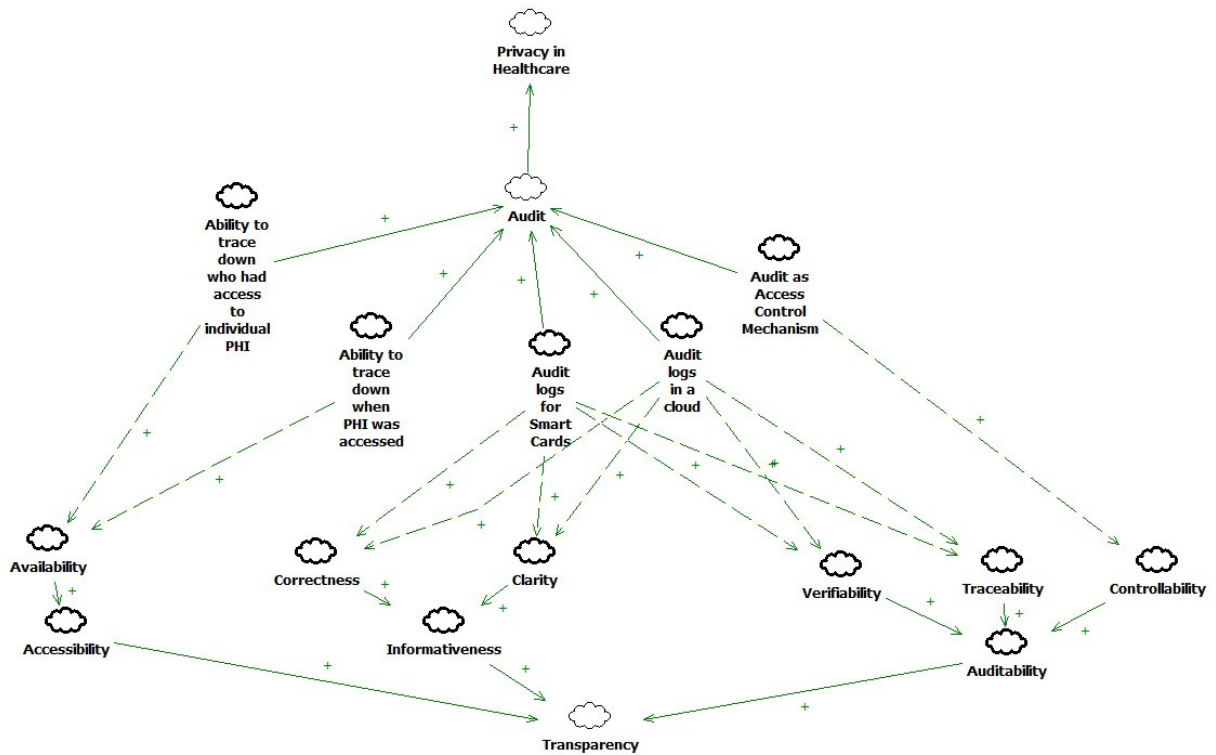 Privacy in
Healthcare
+
Audit
+
Ability to
trace
down
who had
access
to
individual
PHI
+
+
+
+
Audit as
Access
Control
Mechanism
Ability to
trace
down
when
PHI was
accessed
Audit
logs
for
Smart
Cards
Audit
logs
in a
cloud
+
+
+
+
+
+
+
+
+
+
+
+
Availability
Correctness
Clarity
Verifiability
Traceability
Controllability
+
+
+
+
+
+
Accessibility
Informativeness
Auditability
+
+
+
Transparency